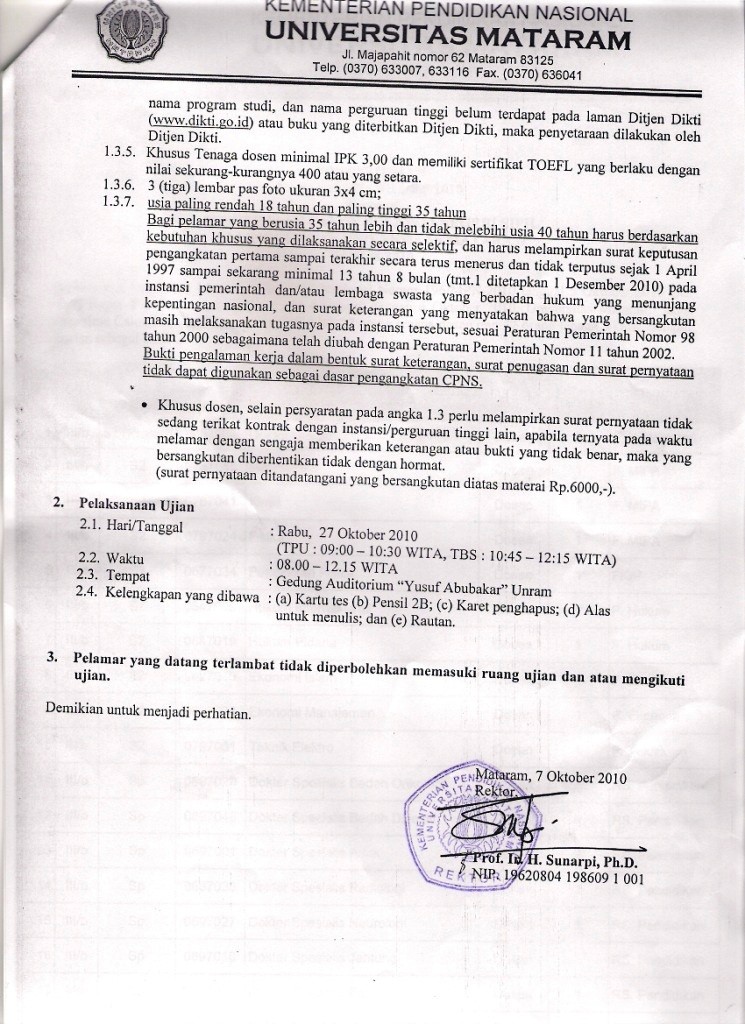 KEMENTERIAN PENDIDIKAN NASIONAL
UNIVERSITAS MATARAM
Jl. Majapahit nomor 62 Mataram 83125
Telp. (0370) 633007, 633116 Fax. (0370) 636041
nama program studi, dan nama perguruan tinggi belum terdapat pada laman Ditjen Dikti
(www.dikti.go.id) atau buku yang diterbitkan Ditjen Dikti, maka penyetaraan dilakukan oleh
Ditjen Dikti.
1.3.5. Khusus Tenaga dosen minimal IPK 3,00 dan memiliki sertifikat TOEFL yang berlaku dengan
nilai sekurang-kurangnya 400 atau yang setara.
1.3.6. 3 (tiga) lembar pas foto ukuran 3x4 cm;
1.3.7. usia paling rendah 18 tahun dan paling tinggi 35 tahun
Bagi pelamar yang berusia 35 tahun lebih dan tidak melebihi usia 40 tahun harus berdasarkan
kebutuhan khusus yang dilaksanakan secara selektif, dan harus melampirkan surat keputusan
pengangkatan pertama sampai terakhir secara terus menerus dan tidak terputus sejak 1 April
1997 sampai sekarang minimal 13 tahun 8 bulan (tmt.1 ditetapkan 1 Desember 2010) pada
instansi pemerintah dan/atau lembaga swasta yang berbadan hukum yang menunjang
kepentingan nasional, dan surat keterangan yang menyatakan bahwa yang bersangkutan
masih melaksanakan tugasnya pada instansi tersebut, sesuai Peraturan Pemerintah Nomor 98
tahun 2000 sebagaimana telah diubah dengan Peraturan Pemerintah Nomor 11 tahun 2002.
Bukti pengalaman kerja dalam bentuk surat keterangan, surat penugasan dan surat pernyataan
tidak dapat digunakan sebagai dasar pengangkatan CPNS.
• Khusus dosen, selain persyaratan pada angka 1.3 perlu melampirkan surat pernyataan tidak
sedang terikat kontrak dengan instansi/perguruan tinggi lain, apabila ternyata pada waktu
melamar dengan sengaja memberikan keterangan atau bukti yang tidak benar, maka yang
bersangkutan diberhentikan tidak dengan hormat.
(surat pernyataan ditandatangani yang bersangkutan diatas materai Rp.6000,-).
2. Pelaksanaan Ujian
2.1. Hari/Tanggal : Rabu, 27 Oktober 2010
(TPU : 09:00 – 10:30 WITA, TBS : 10:45 – 12:15 WITA)
2.2. Waktu : 08.00 – 12.15 WITA
2.3. Tempat : Gedung Auditorium “Yusuf Abubakar” Unram
2.4. Kelengkapan yang dibawa : (a) Kartu tes (b) Pensil 2B; (c) Karet penghapus; (d) Alas
untuk menulis; dan (e) Rautan.
3. Pelamar yang datang terlambat tidak diperbolehkan memasuki ruang ujian dan atau mengikuti
ujian.
Demikian untuk menjadi perhatian.
Mataram, 7 Oktober 2010
Rektor
KEMENTERIAN PENDIDIKAN NASIONAL
UNIVERSITAS MATARAM
REKTOR
Prof. Ir. H. Sunarpi, Ph.D.
NIP. 19620804 198609 1 001